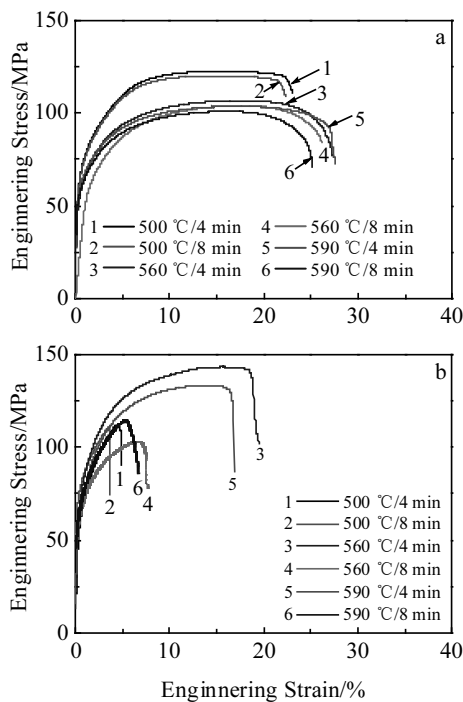 150
a
1
2
3
100
5
4
6
50
1 500 ℃/4 min 4 560 ℃/8 min
2 500 ℃/8 min 5 590 ℃/4 min
3 560 ℃/4 min 6 590 ℃/8 min
0
0 10 20 30 40
Enginnering Stress/MPa
150
b
100
3
5
1 6
2 4
50
1 500 ℃/4 min
2 500 ℃/8 min
3 560 ℃/4 min
4 560 ℃/8 min
5 590 ℃/4 min
6 590 ℃/8 min
0
0 10 20 30 40
Enginnering Stress/MPa
Enginnering Strain/%